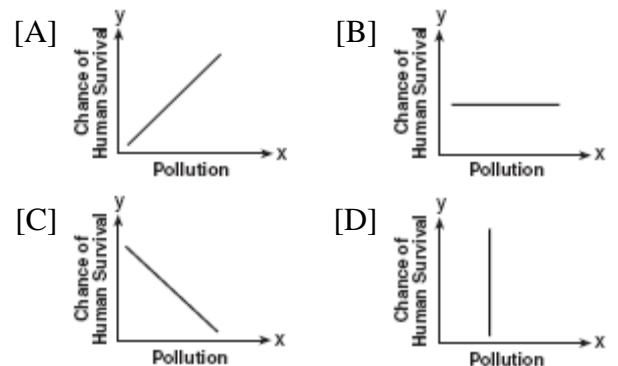 [A]
y
Chance of
Human Survival
x
Pollution
[B]
y
Chance of
Human Survival
x
Pollution
[C]
y
Chance of
Human Survival
x
Pollution
[D]
y
Chance of
Human Survival
x
Pollution